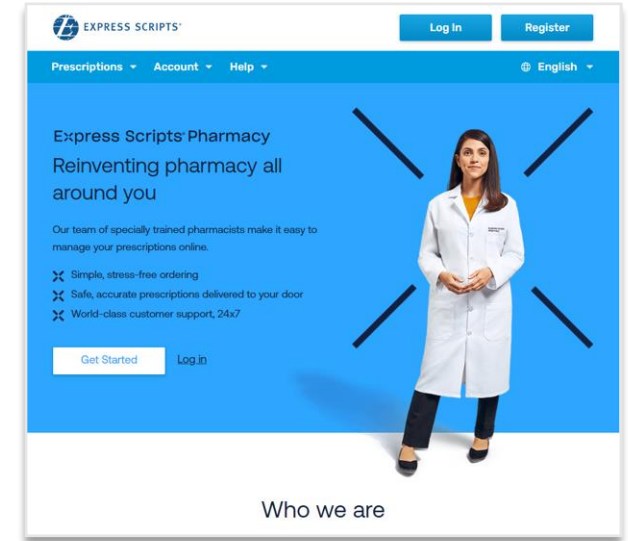 EXPRESS SCRIPTS®
Log In
Register
Prescriptions
Account
Help
English
Express Scripts® Pharmacy
Reinventing pharmacy all
around you
Our team of specially trained pharmacists make it easy to
manage your prescriptions online.
Simple, stress-free ordering
Safe, accurate prescriptions delivered to your door
World-class customer support, 24x7
Get Started
Log in
Who we are